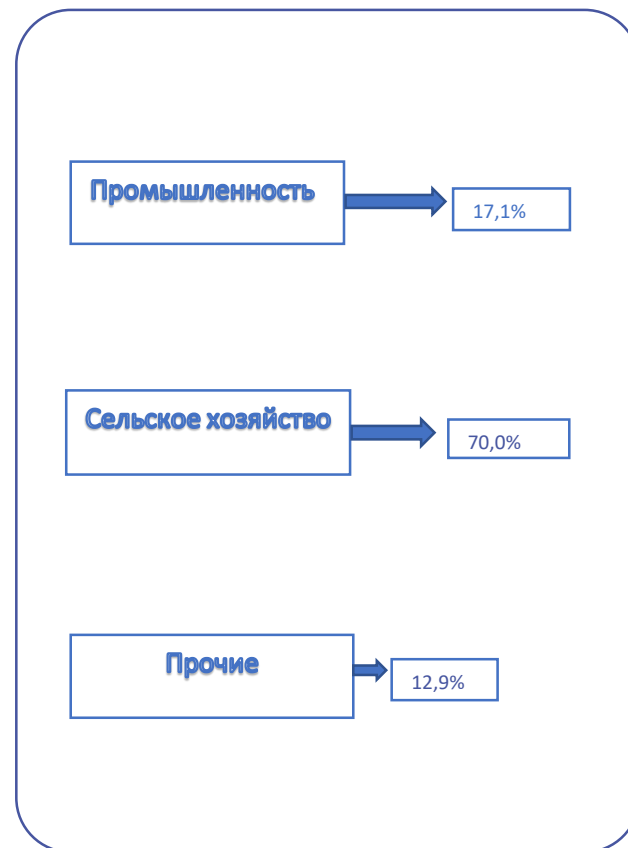 Промышленность
17,1%
Сельское хозяйство
70,0%
Прочие
12,9%